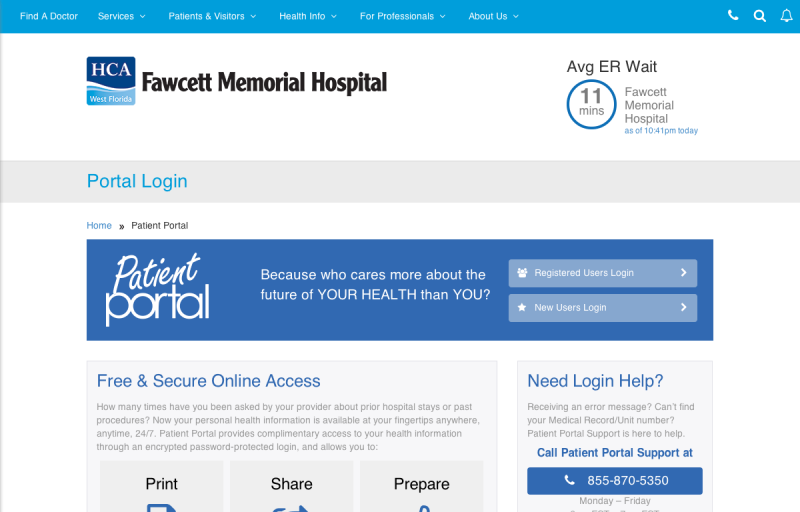 Find A Doctor Services Patients & Visitors Health Info For Professionals About Us
HCA
West Florida
Fawcett Memorial Hospital
Avg ER Wait
11
mins
Fawcett
Memorial
Hospital
as of 10:41pm today
Portal Login
Home » Patient Portal
Patient
portal
Because who cares more about the
future of YOUR HEALTH than YOU?
Registered Users Login
New Users Login
Free & Secure Online Access
How many times have you been asked by your provider about prior hospital stays or past
procedures? Now your personal health information is available at your fingertips anywhere,
anytime, 24/7. Patient Portal provides complimentary access to your health information
through an encrypted password-protected login, and allows you to:
Print Share Prepare
Need Login Help?
Receiving an error message? Can't find
your Medical Record/Unit number?
Patient Portal Support is here to help.
Call Patient Portal Support at
855-870-5350
Monday – Friday